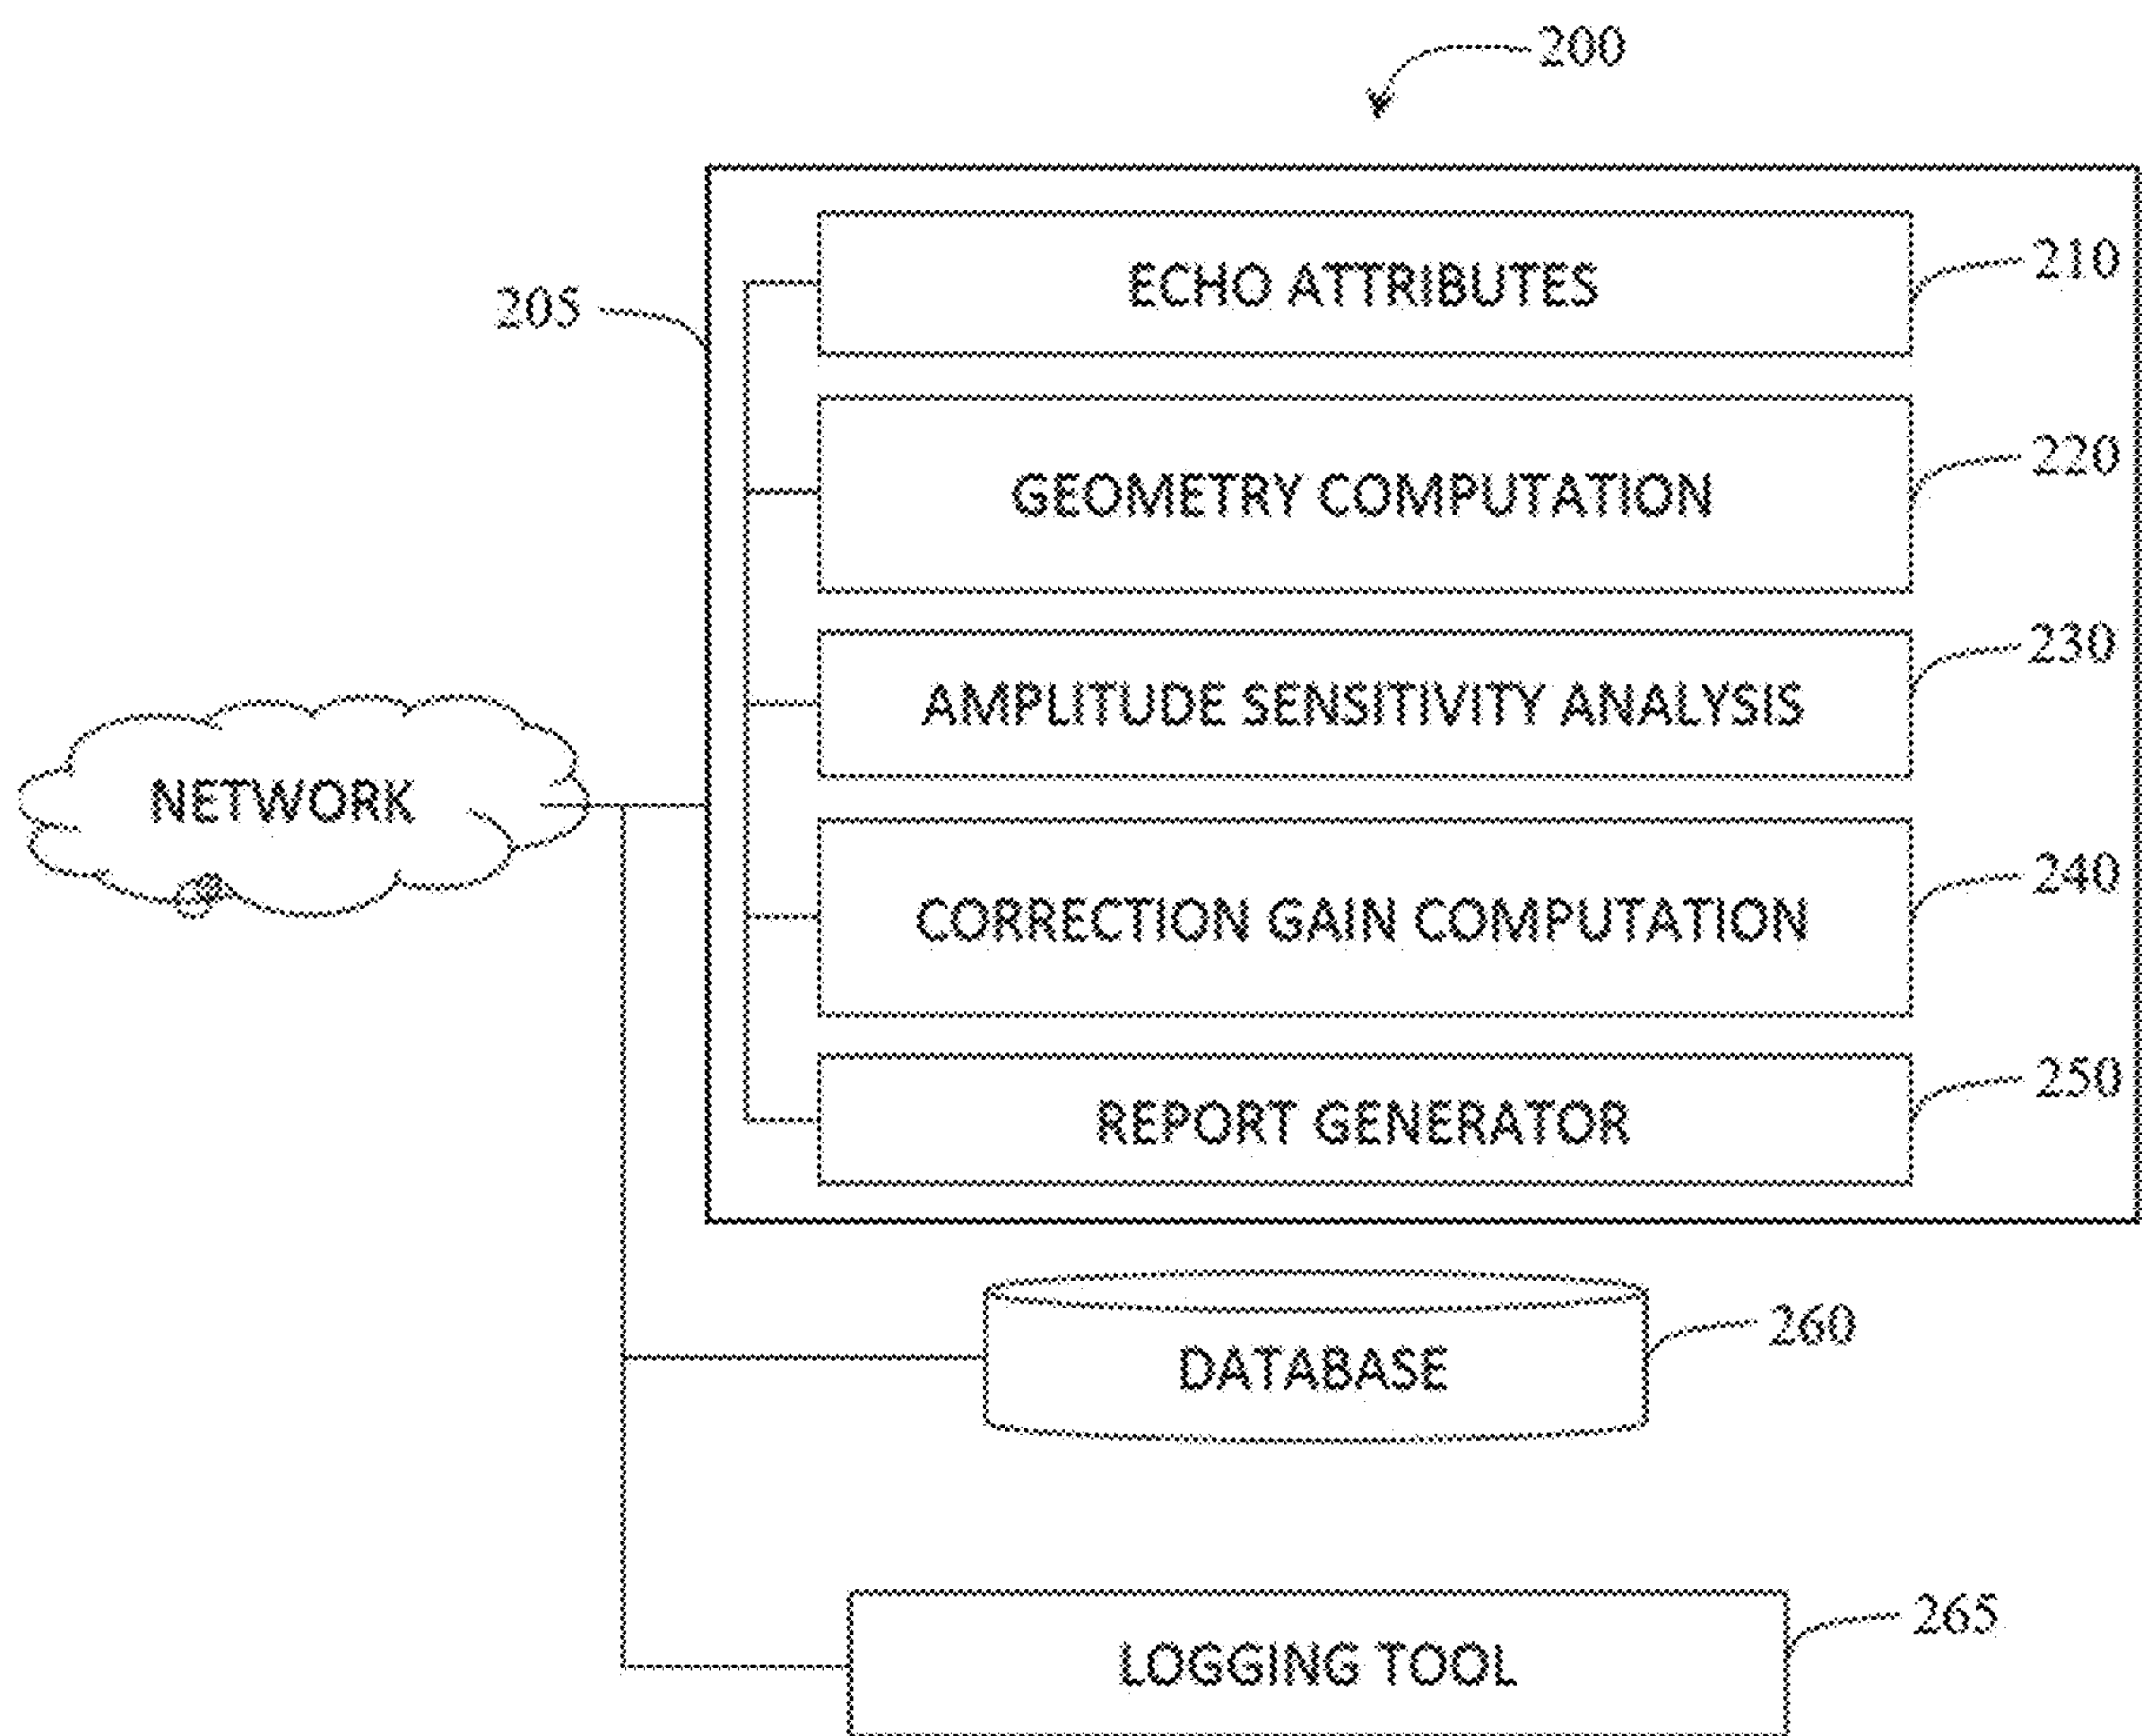 200
ECHO ATTRIBUTES
210
205
GEOMETRY COMPUTATION
220
AMPLITUDE SENSITIVITY ANALYSIS
230
NETWORK
CORRECTION GAIN COMPUTATION
240
REPORT GENERATOR
250
DATABASE
260
LOGGING TOOL
265